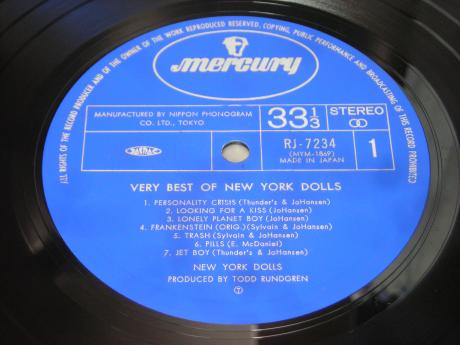 ALL RIGHTS OF THE RECORD PRODUCER AND OF THE OWNER OF THE WORK REPRODUCED RESERVED. COPYING, PUBLIC PERFORMANCE AND BROADCASTING OF THIS RECORD PROHIBITED
mercury
MANUFACTURED BY NIPPON PHONOGRAM
CO. LTD., TOKYO
33 1/3
STEREO
RJ-7234
(MYM-1869)
MADE IN JAPAN
1
VERY BEST OF NEW YORK DOLLS
1. PERSONALITY CRISIS (Thunder's & JoHansen)
2. LOOKING FOR A KISS (JoHansen)
3. LONELY PLANET BOY (JoHansen)
4. FRANKENSTEIN (ORIG.)(Sylvain & JoHansen)
5. TRASH (Sylvain & JoHansen)
6. PILLS (E. McDaniel)
7. JET BOY (Thunder's & JoHansen)
NEW YORK DOLLS
PRODUCED BY TODD RUNDGREN